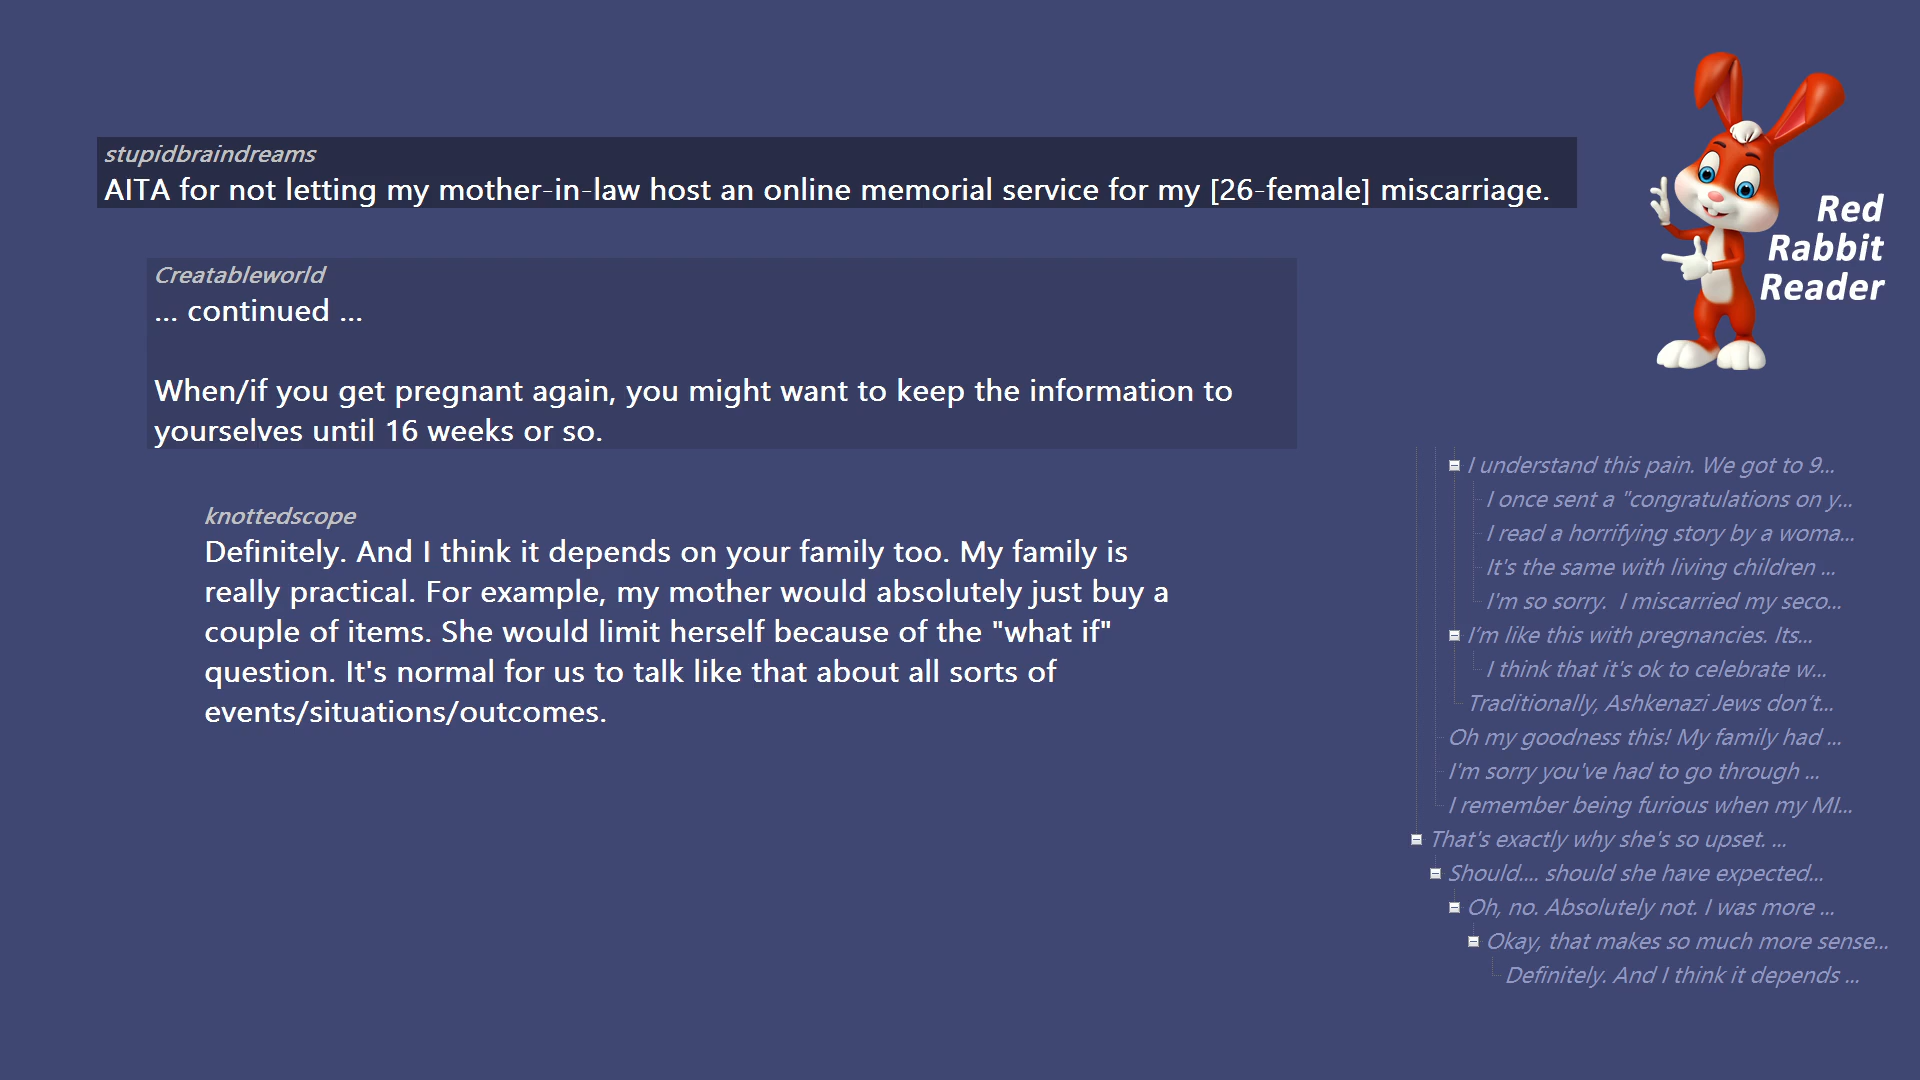 stupidbraindreams
AITA for not letting my mother-in-law host an online memorial service for my [26-female] miscarriage.
Creatableworld
... continued ...
When/if you get pregnant again, you might want to keep the information to
yourselves until 16 weeks or so.
knottedscope
Definitely. And I think it depends on your family too. My family is
really practical. For example, my mother would absolutely just buy a
couple of items. She would limit herself because of the "what if"
question. It's normal for us to talk like that about all sorts of
events/situations/outcomes.
Red
Rabbit
Reader
I understand this pain. We got to 9...
I once sent a "congratulations on y...
I read a horrifying story by a woma...
It's the same with living children ...
I'm so sorry.  I miscarried my seco...
I’m like this with pregnancies. Its...
I think that it's ok to celebrate w...
Traditionally, Ashkenazi Jews don’t...
Oh my goodness this! My family had ...
I'm sorry you've had to go through ...
I remember being furious when my MI...
That's exactly why she's so upset. ...
Should.... should she have expected...
Oh, no. Absolutely not. I was more ...
Okay, that makes so much more sense...
Definitely. And I think it depends ...